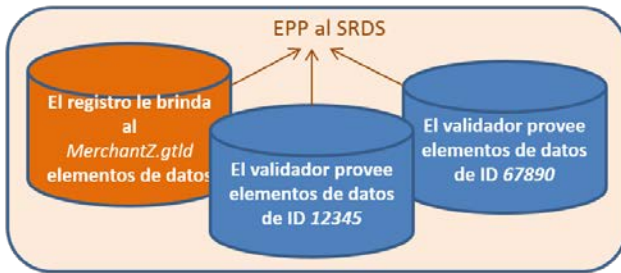 EPP al SRDS
El registro le brinda
al
MerchantZ.gtld
elementos de datos
El validador provee
elementos de datos
de ID 12345
El validador provee
elementos de datos
de ID 67890